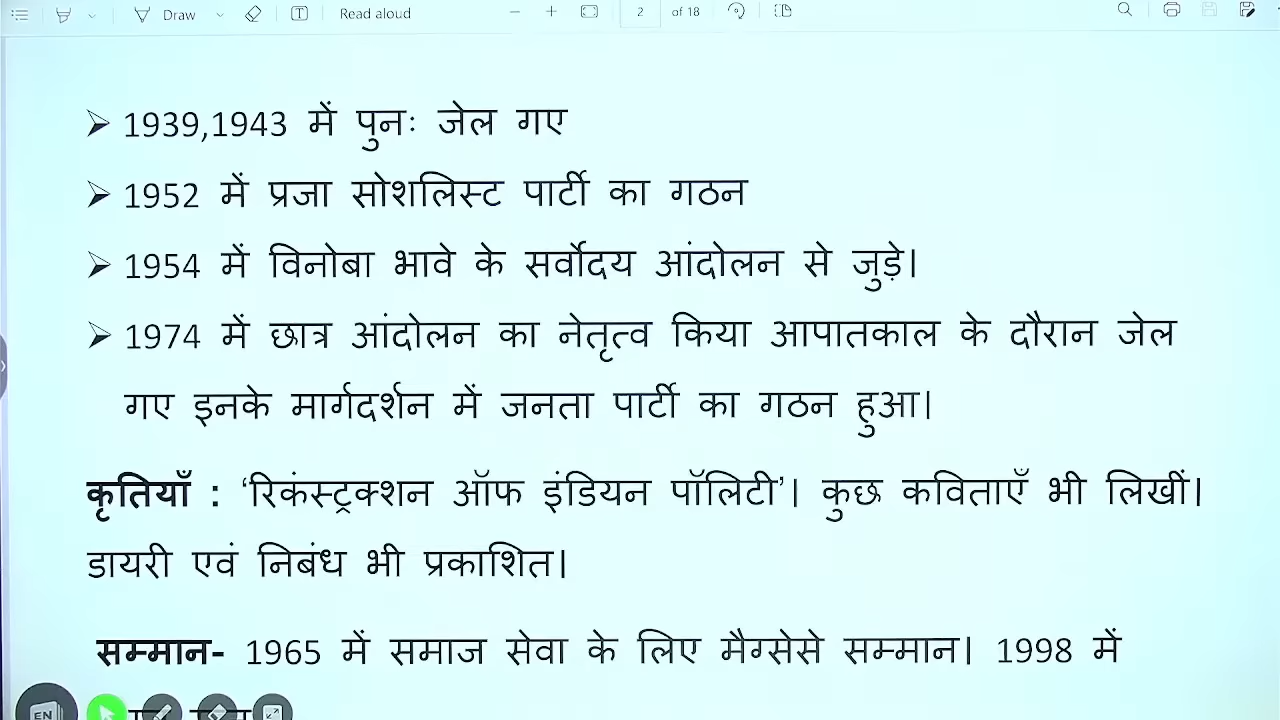 Draw Read aloud 2 of 18
➤ 1939,1943 में पुनः जेल गए
➤ 1952 में प्रजा सोशलिस्ट पार्टी का गठन
➤ 1954 में विनोबा भावे के सर्वोदय आंदोलन से जुड़े।
➤ 1974 में छात्र आंदोलन का नेतृत्व किया आपातकाल के दौरान जेल
गए इनके मार्गदर्शन में जनता पार्टी का गठन हुआ।
कृतियाँ : ‘रिकंस्ट्रक्शन ऑफ इंडियन पॉलिटी’। कुछ कविताएँ भी लिखीं।
डायरी एवं निबंध भी प्रकाशित।
सम्मान- 1965 में समाज सेवा के लिए मैग्सेसे सम्मान। 1998 में
EN